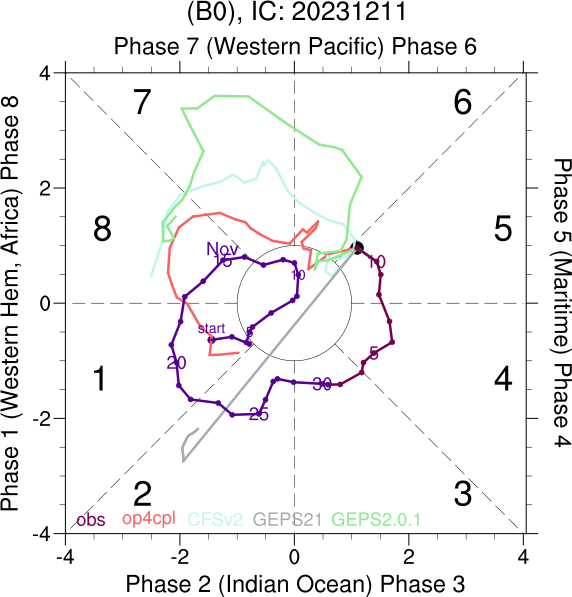 (B0), IC: 20231211
Phase 7 (Western Pacific) Phase 6
Phase 1 (Western Hem, Africa) Phase 8
Phase 5 (Maritime) Phase 4
4
2
0
-2
-4
7
6
8
5
1
4
2
3
Nov
15
10
10
start
5
20
5
30
25
obs op4cpl CFSv2 GEPS21 GEPS2.0.1
-4 -2 0 2 4
Phase 2 (Indian Ocean) Phase 3